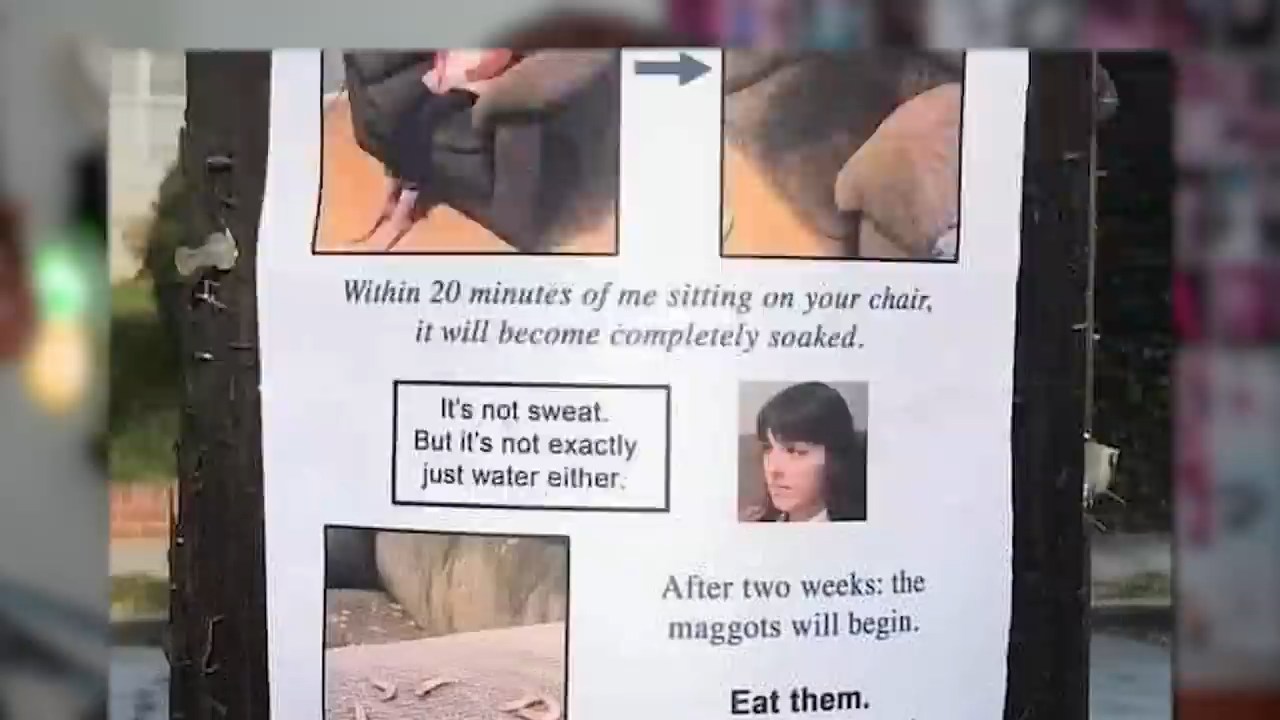 Within 20 minutes of me sitting on your chair,
it will become completely soaked.
It's not sweat.
But it's not exactly
just water either.
After two weeks: the
maggots will begin.
Eat them.